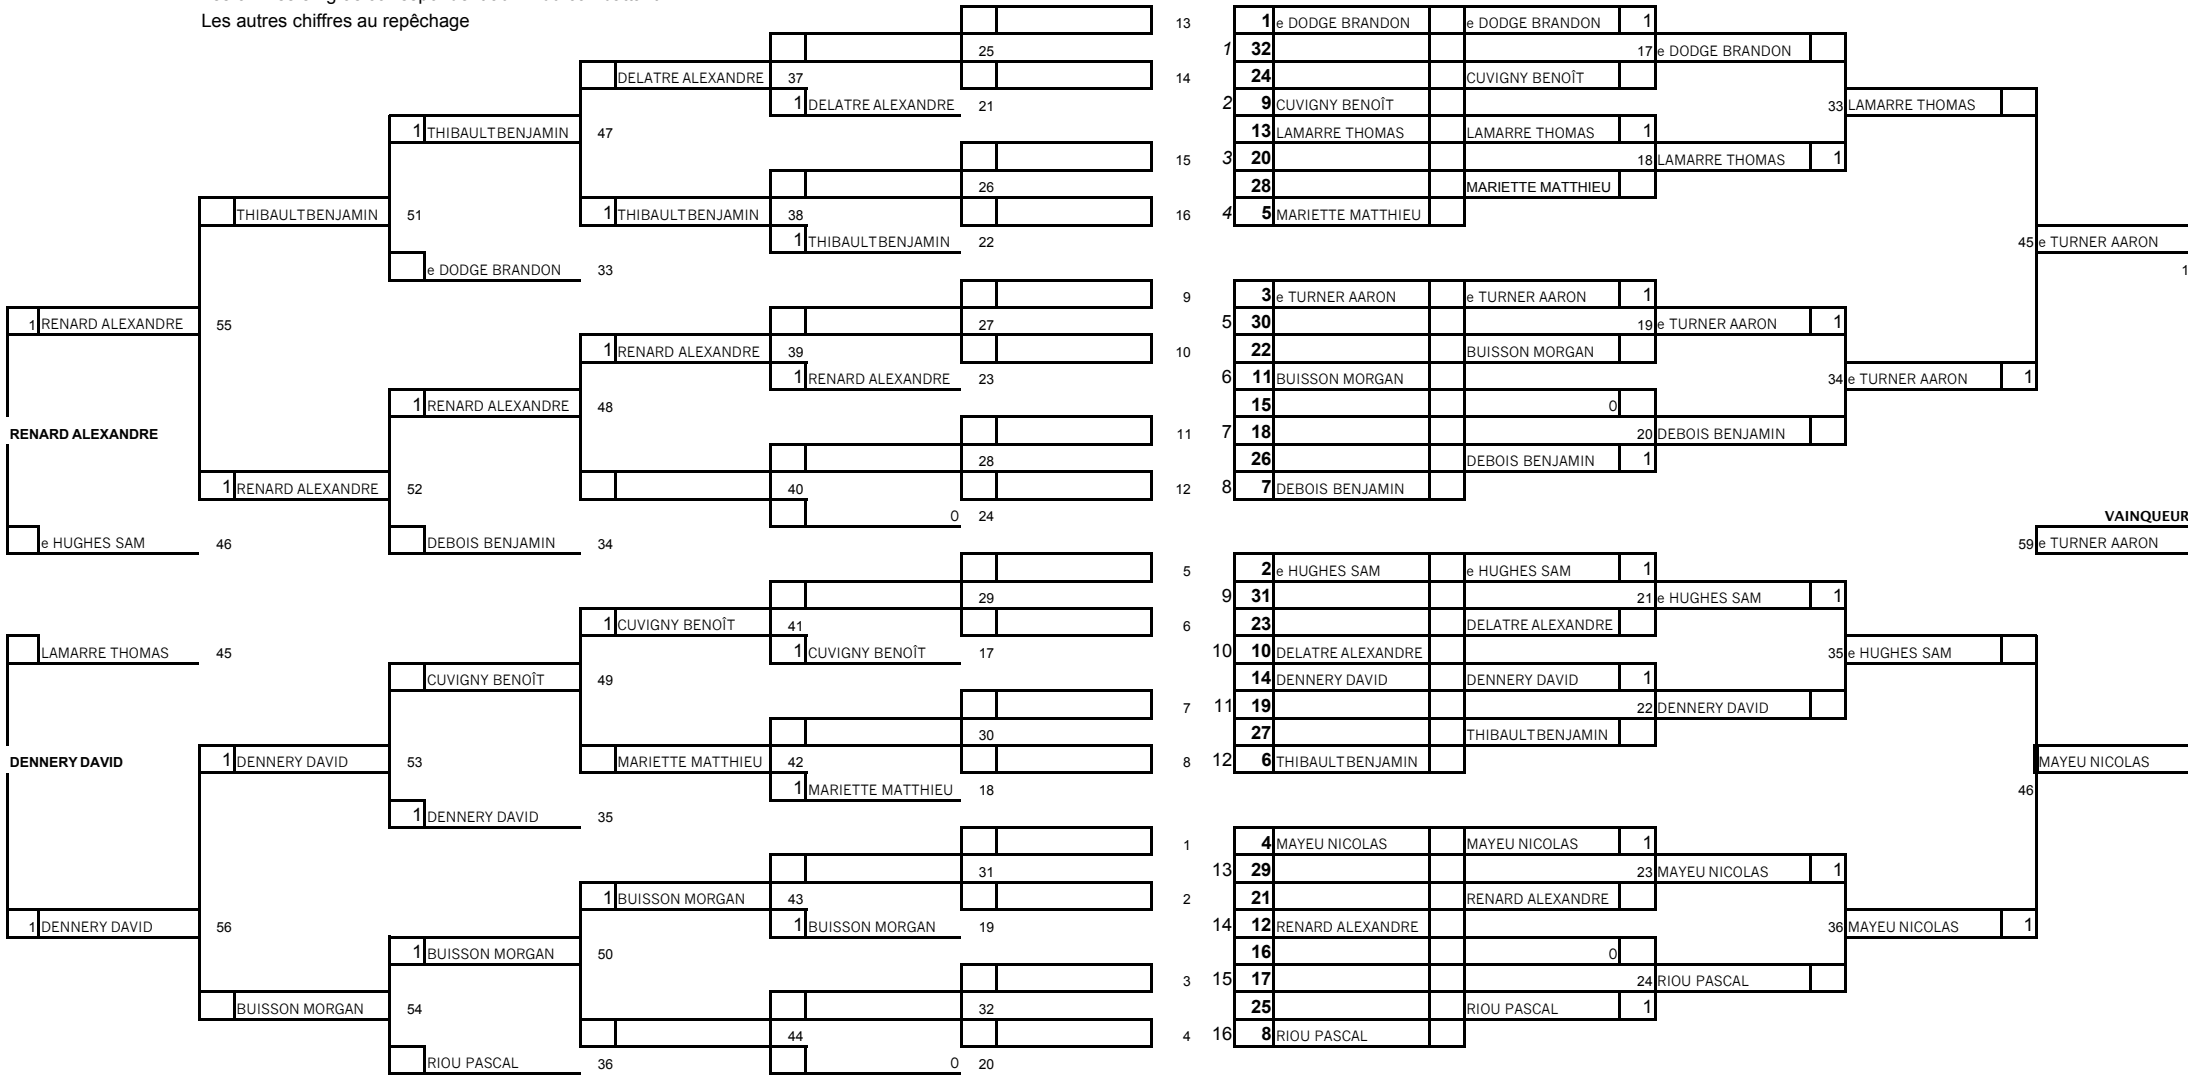 Les autres chiffres au repêchage
13 1 e DODGE BRANDON e DODGE BRANDON 1
25 1 32 17 e DODGE BRANDON
DELATRE ALEXANDRE 37 14 24 CUVIGNY BENOÎT
1 DELATRE ALEXANDRE 21 2 9 CUVIGNY BENOÎT 33 LAMARRE THOMAS
1 THIBAULT BENJAMIN 47 13 LAMARRE THOMAS LAMARRE THOMAS 1
15 3 20 18 LAMARRE THOMAS 1
26 28 MARIETTE MATTHIEU
THIBAULT BENJAMIN 51 1 THIBAULT BENJAMIN 38 16 4 5 MARIETTE MATTHIEU
1 THIBAULT BENJAMIN 22 45 e TURNER AARON
e DODGE BRANDON 33 1
9 3 e TURNER AARON e TURNER AARON 1
1 RENARD ALEXANDRE 55 27 5 30 19 e TURNER AARON 1
1 RENARD ALEXANDRE 39 10 22 BUISSON MORGAN
1 RENARD ALEXANDRE 23 6 11 BUISSON MORGAN 34 e TURNER AARON 1
1 RENARD ALEXANDRE 48 15 0
RENARD ALEXANDRE 11 7 18 20 DEBOIS BENJAMIN
28 26 DEBOIS BENJAMIN 1
1 RENARD ALEXANDRE 52 40 12 8 7 DEBOIS BENJAMIN
0 24 VAINQUEUR
e HUGHES SAM 46 DEBOIS BENJAMIN 34 59 e TURNER AARON
5 2 e HUGHES SAM e HUGHES SAM 1
29 9 31 21 e HUGHES SAM 1
1 CUVIGNY BENOÎT 41 6 23 DELATRE ALEXANDRE
LAMARRE THOMAS 45 1 CUVIGNY BENOÎT 17 10 10 DELATRE ALEXANDRE 35 e HUGHES SAM
CUVIGNY BENOÎT 49 14 DENNERY DAVID DENNERY DAVID 1
7 11 19 22 DENNERY DAVID
30 27 THIBAULT BENJAMIN
DENNERY DAVID 1 DENNERY DAVID 53 MARIETTE MATTHIEU 42 8 12 6 THIBAULT BENJAMIN MAYEU NICOLAS
1 MARIETTE MATTHIEU 18 46
1 DENNERY DAVID 35
1 4 MAYEU NICOLAS MAYEU NICOLAS 1
31 13 29 23 MAYEU NICOLAS 1
1 BUISSON MORGAN 43 2 21 RENARD ALEXANDRE
1 DENNERY DAVID 56 1 BUISSON MORGAN 19 14 12 RENARD ALEXANDRE 36 MAYEU NICOLAS 1
1 BUISSON MORGAN 50 16 0
3 15 17 24 RIOU PASCAL
BUISSON MORGAN 54 32 25 RIOU PASCAL 1
44 4 16 8 RIOU PASCAL
RIOU PASCAL 36 0 20